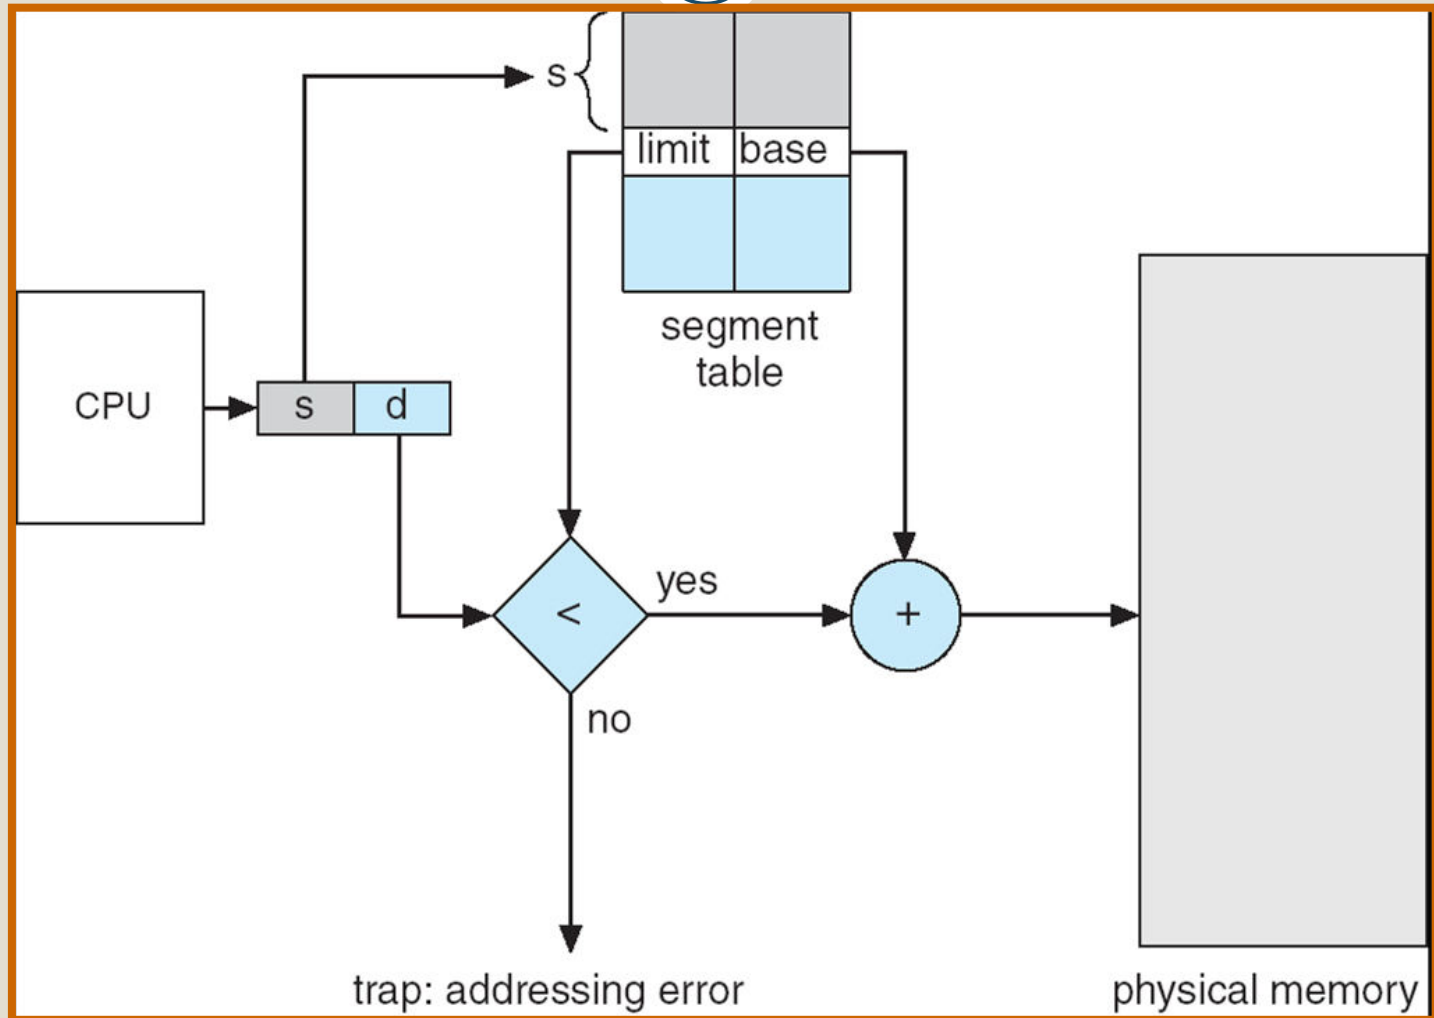 s
limit base
segment
table
CPU
s d
yes
<
+
no
trap: addressing error
physical memory